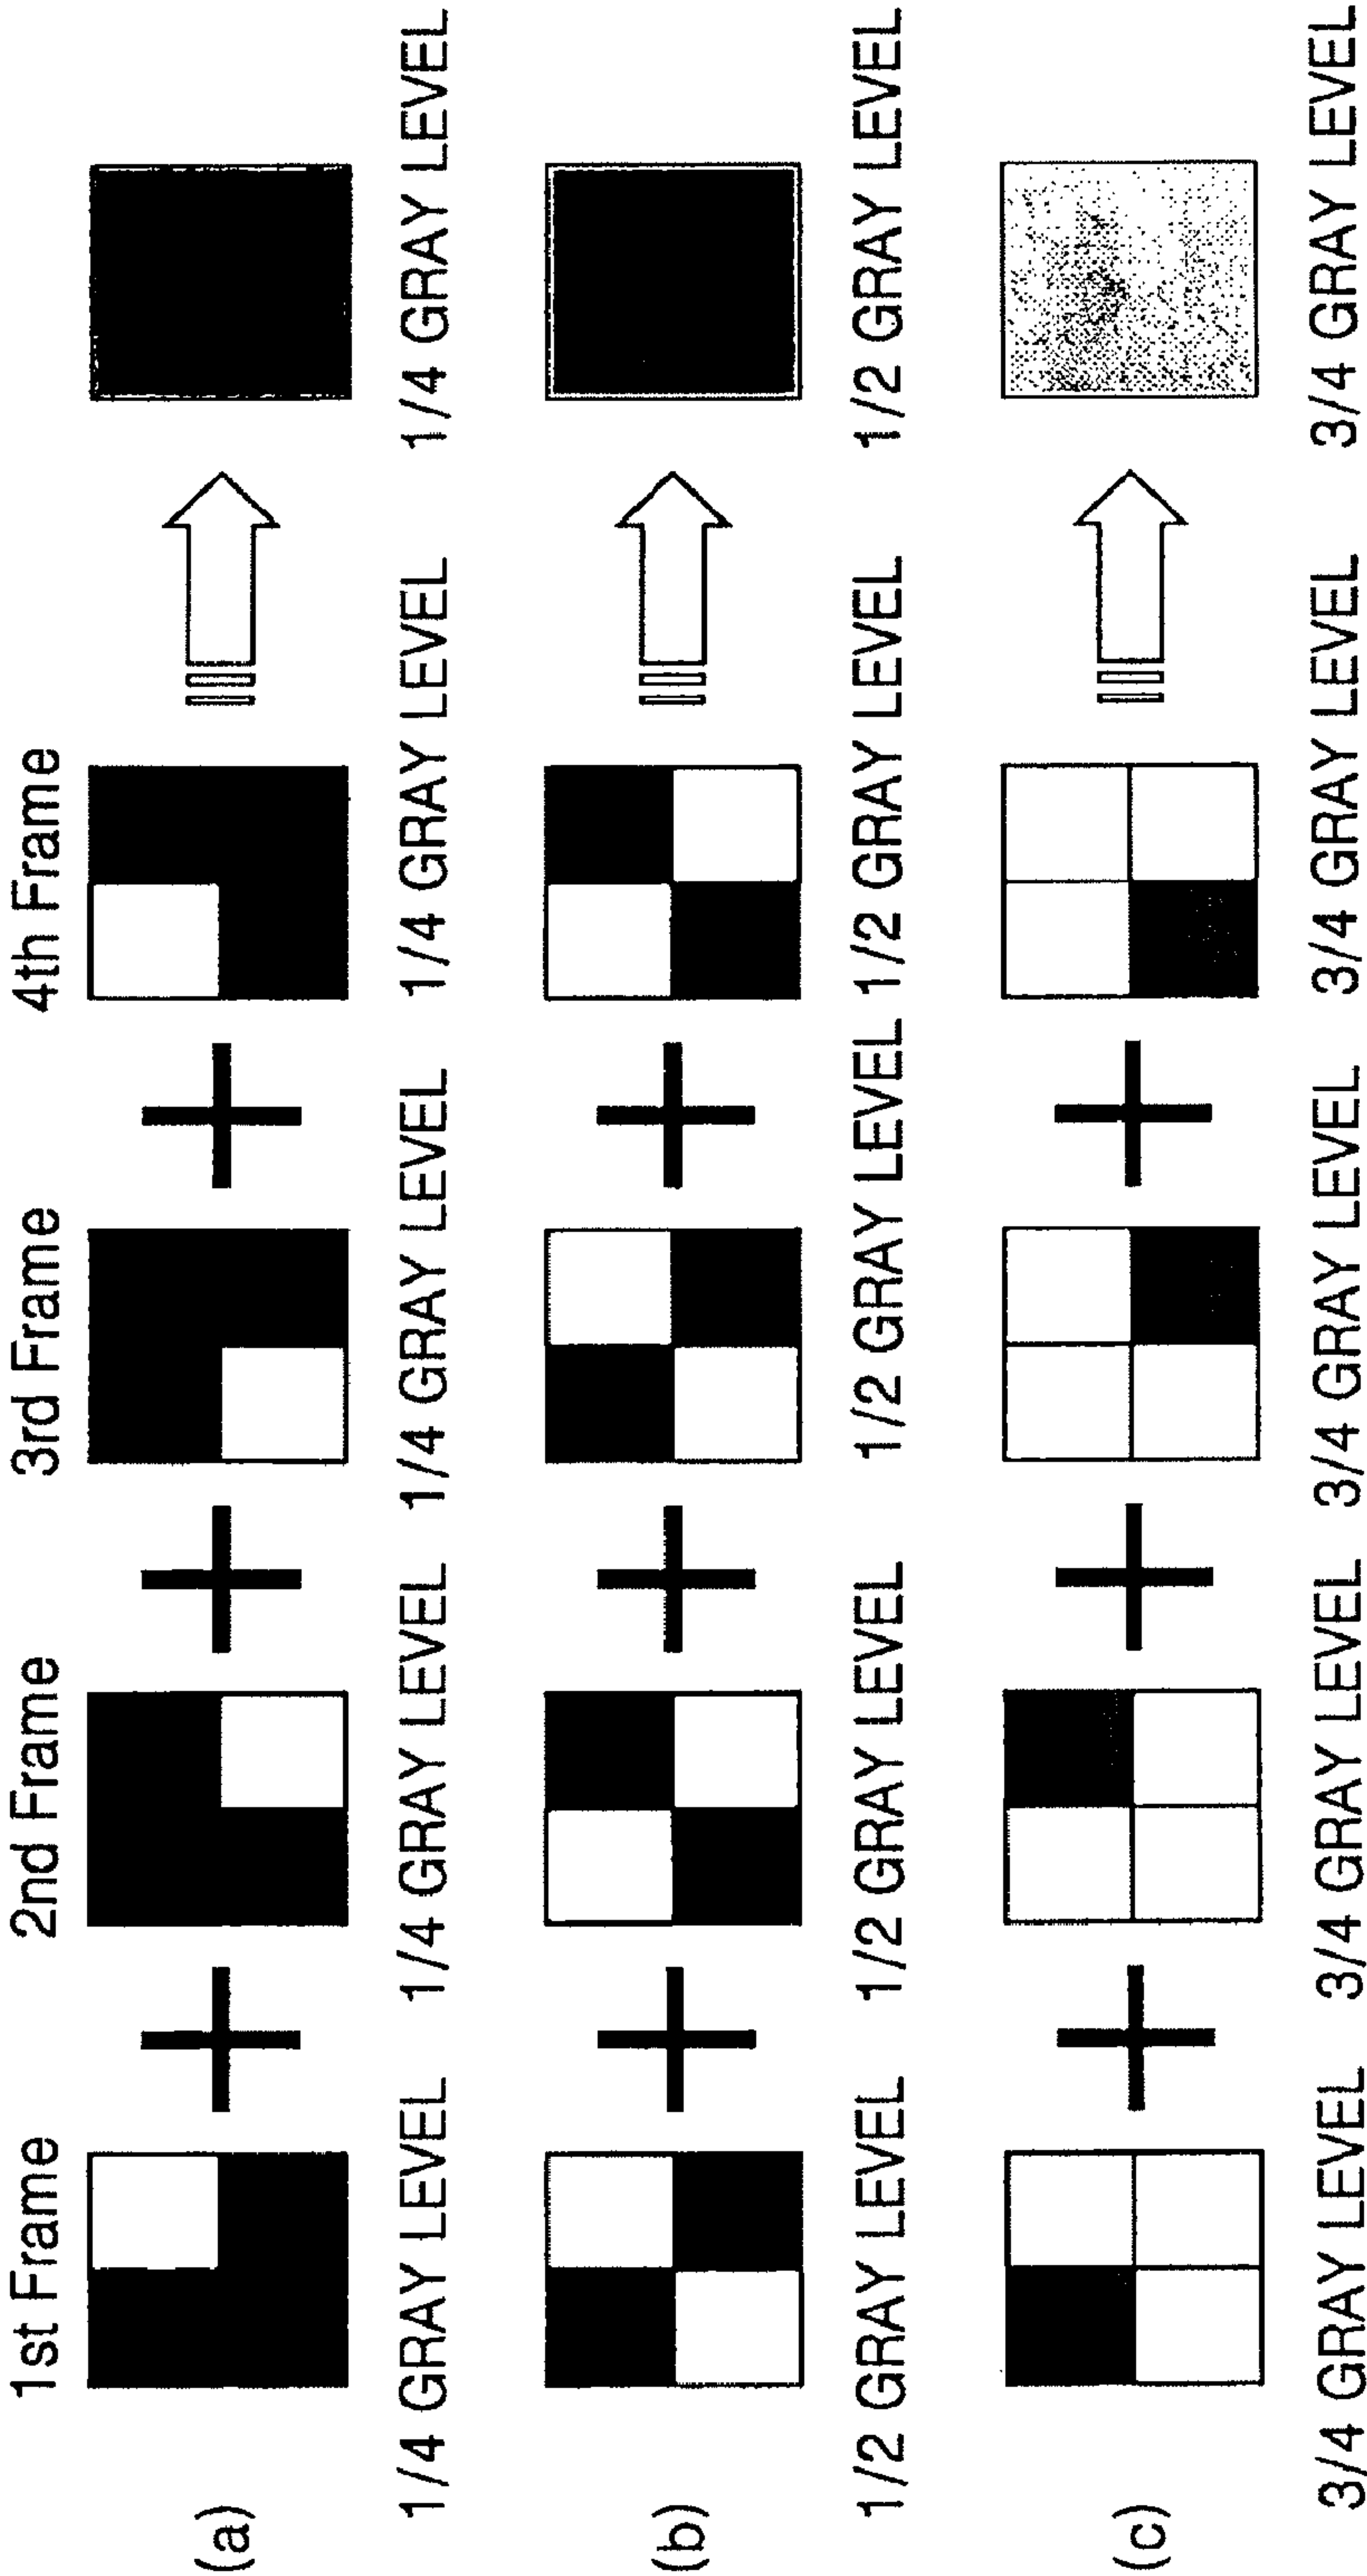 1st Frame 2nd Frame 3rd Frame 4th Frame
(a)
1/4 GRAY LEVEL 1/4 GRAY LEVEL 1/4 GRAY LEVEL 1/4 GRAY LEVEL 1/4 GRAY LEVEL
(b)
1/2 GRAY LEVEL 1/2 GRAY LEVEL 1/2 GRAY LEVEL 1/2 GRAY LEVEL 1/2 GRAY LEVEL
(c)
3/4 GRAY LEVEL 3/4 GRAY LEVEL 3/4 GRAY LEVEL 3/4 GRAY LEVEL 3/4 GRAY LEVEL